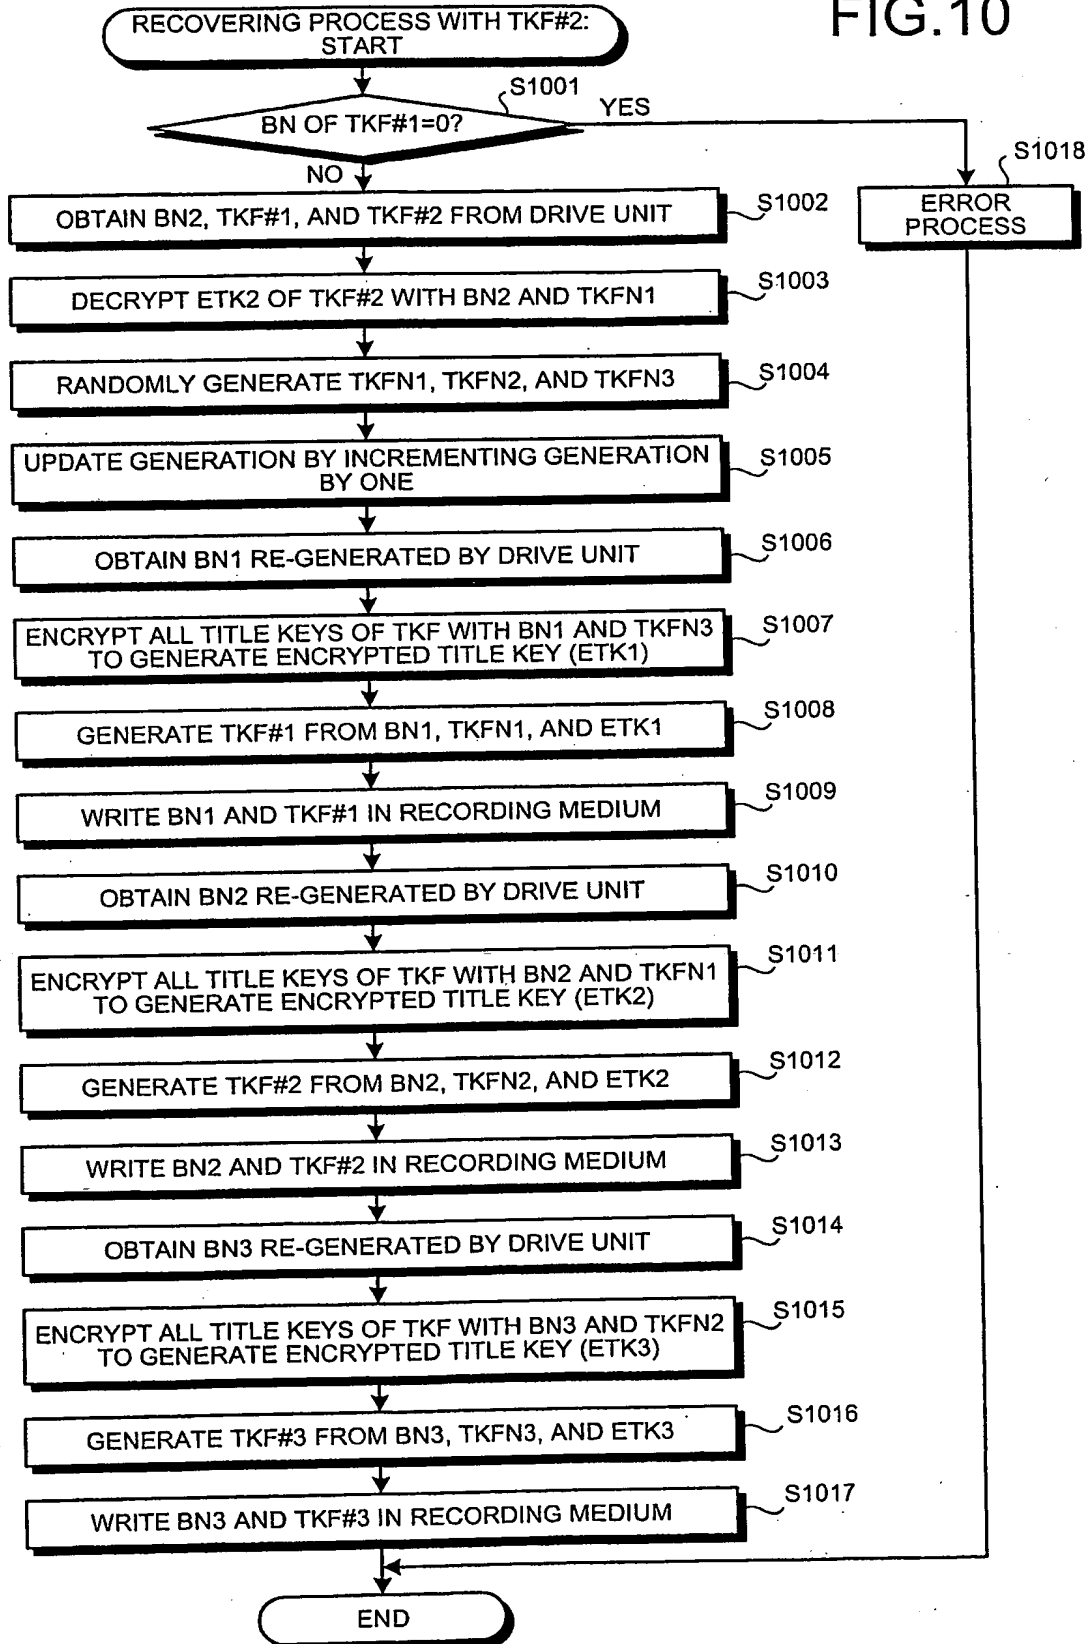 FIG.10
RECOVERING PROCESS WITH TKF#2:
START
S1001
BN OF TKF#1=0?
YES
NO
S1018
ERROR
PROCESS
OBTAIN BN2, TKF#1, AND TKF#2 FROM DRIVE UNIT
S1002
DECRYPT ETK2 OF TKF#2 WITH BN2 AND TKFN1
S1003
RANDOMLY GENERATE TKFN1, TKFN2, AND TKFN3
S1004
UPDATE GENERATION BY INCREMENTING GENERATION
BY ONE
S1005
OBTAIN BN1 RE-GENERATED BY DRIVE UNIT
S1006
ENCRYPT ALL TITLE KEYS OF TKF WITH BN1 AND TKFN3
TO GENERATE ENCRYPTED TITLE KEY (ETK1)
S1007
GENERATE TKF#1 FROM BN1, TKFN1, AND ETK1
S1008
WRITE BN1 AND TKF#1 IN RECORDING MEDIUM
S1009
OBTAIN BN2 RE-GENERATED BY DRIVE UNIT
S1010
ENCRYPT ALL TITLE KEYS OF TKF WITH BN2 AND TKFN1
TO GENERATE ENCRYPTED TITLE KEY (ETK2)
S1011
GENERATE TKF#2 FROM BN2, TKFN2, AND ETK2
S1012
WRITE BN2 AND TKF#2 IN RECORDING MEDIUM
S1013
OBTAIN BN3 RE-GENERATED BY DRIVE UNIT
S1014
ENCRYPT ALL TITLE KEYS OF TKF WITH BN3 AND TKFN2
TO GENERATE ENCRYPTED TITLE KEY (ETK3)
S1015
GENERATE TKF#3 FROM BN3, TKFN3, AND ETK3
S1016
WRITE BN3 AND TKF#3 IN RECORDING MEDIUM
S1017
END